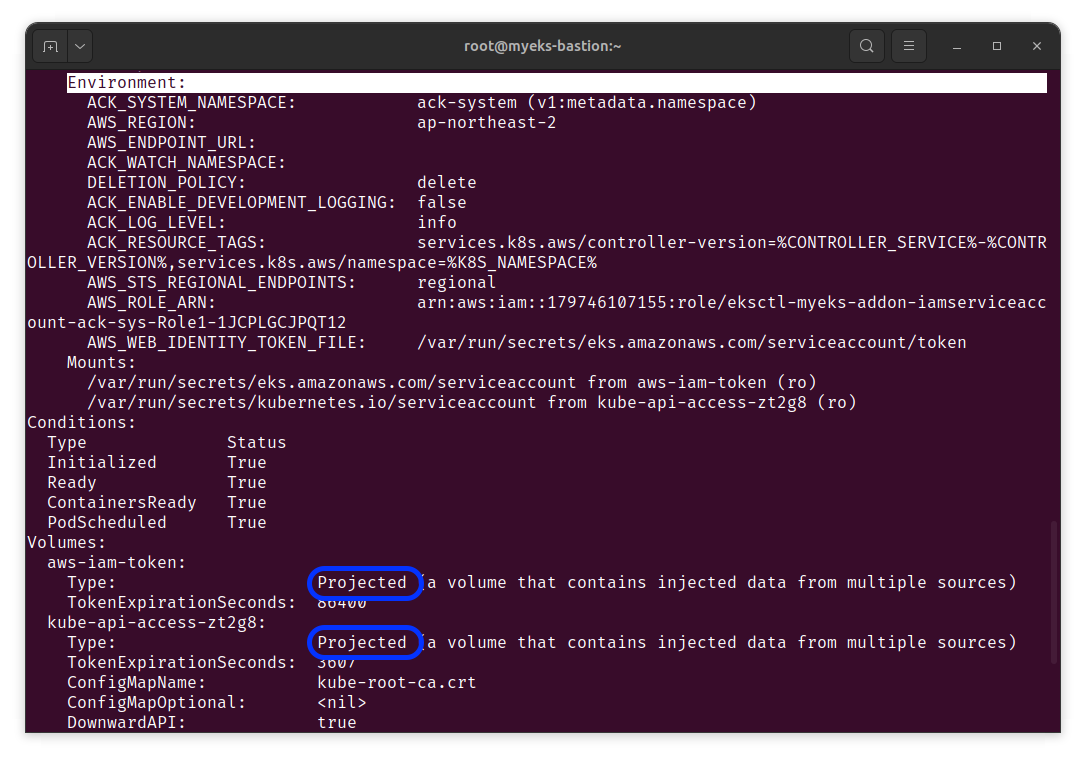 root@myeks-bastion:~
Environment:
ACK_SYSTEM_NAMESPACE: ack-system (v1:metadata.namespace)
AWS_REGION: ap-northeast-2
AWS_ENDPOINT_URL:
ACK_WATCH_NAMESPACE:
DELETION_POLICY: delete
ACK_ENABLE_DEVELOPMENT_LOGGING: false
ACK_LOG_LEVEL: info
ACK_RESOURCE_TAGS: services.k8s.aws/controller-version=%CONTROLLER_SERVICE%-%CONTR
OLLER_VERSION%,services.k8s.aws/namespace=%K8S_NAMESPACE%
AWS_STS_REGIONAL_ENDPOINTS: regional
AWS_ROLE_ARN: arn:aws:iam::179746107155:role/eksctl-myeks-addon-iamserviceacc
ount-ack-sys-Role1-1JCPLGCJPQT12
AWS_WEB_IDENTITY_TOKEN_FILE: /var/run/secrets/eks.amazonaws.com/serviceaccount/token
Mounts:
/var/run/secrets/eks.amazonaws.com/serviceaccount from aws-iam-token (ro)
/var/run/secrets/kubernetes.io/serviceaccount from kube-api-access-zt2g8 (ro)
Conditions:
Type Status
Initialized True
Ready True
ContainersReady True
PodScheduled True
Volumes:
aws-iam-token:
Type: Projected (a volume that contains injected data from multiple sources)
TokenExpirationSeconds: 86400
kube-api-access-zt2g8:
Type: Projected (a volume that contains injected data from multiple sources)
TokenExpirationSeconds: 3607
ConfigMapName: kube-root-ca.crt
ConfigMapOptional: <nil>
DownwardAPI: true